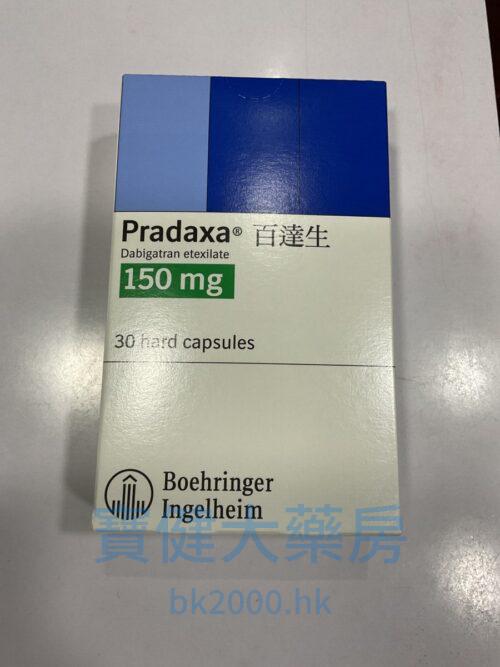 Pradaxa® 百達生
Dabigatran etexilate
150 mg
30 hard capsules
Boehringer
Ingelheim
寶健大藥房
bk2000.hk